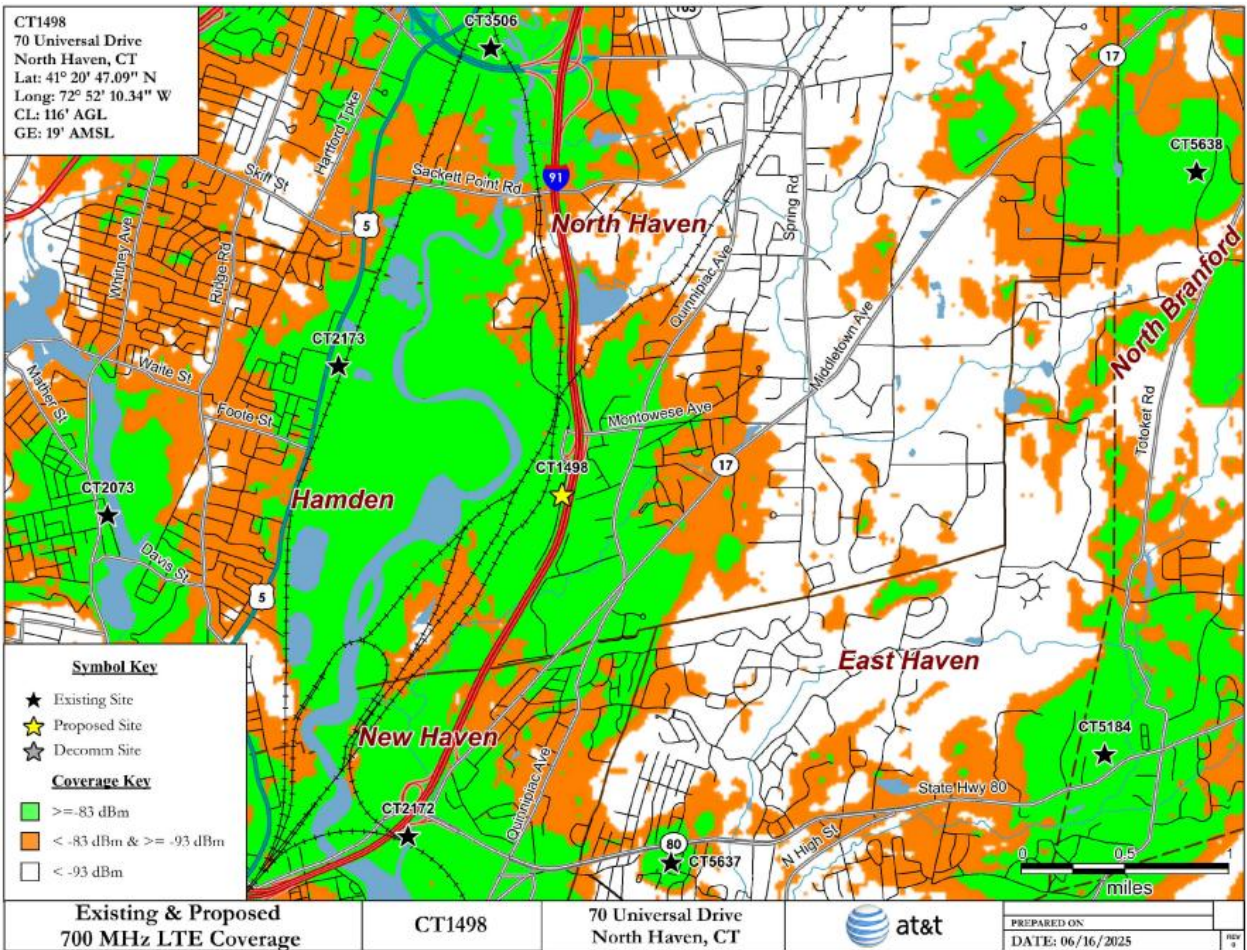 CT1498
70 Universal Drive
North Haven, CT
Lat: 41° 20' 47.09" N
Long: 72° 52' 10.34" W
CL: 116' AGL
GE: 19' AMSL
CT3506
103
17
CT5638
Hartford Tpke
Skiff St
Sackett Point Rd
91
5
North Haven
Whitney Ave
Ridge Rd
Spring Rd
Quinnipiac Ave
North Branford
CT2173
Middletown Ave
Waite St
Mather St
Foote St
Montowese Ave
Totoket Rd
CT1498
17
CT2073
Hamden
Davis St
5
East Haven
Symbol Key
Existing Site
Proposed Site
Decomm Site
New Haven
CT5184
Coverage Key
>=-83 dBm
< -83 dBm & >= -93 dBm
< -93 dBm
CT2172
Quinnipiac Ave
State Hwy 80
80
CT5637
N High St
0 0.5 1
miles
Existing & Proposed
700 MHz LTE Coverage
CT1498
70 Universal Drive
North Haven, CT
at&t
PREPARED ON
DATE: 06/16/2025
REV
0